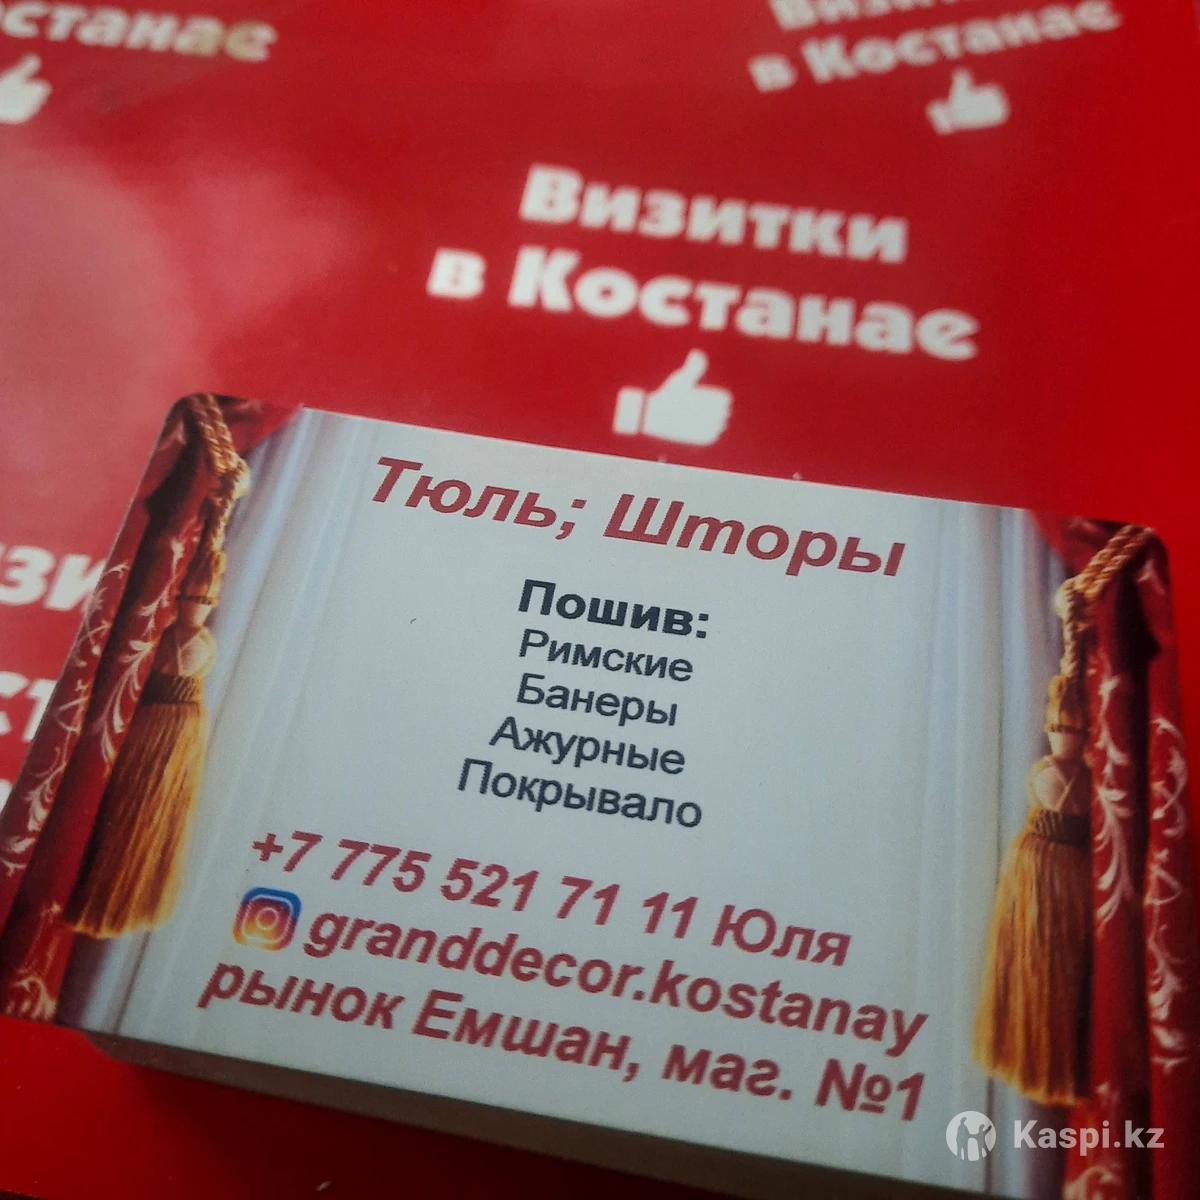 Костанае
Визитки
в Костанае
Визитки
в Костанае
Тюль; Шторы
Пошив:
Римские
Банеры
Ажурные
Покрывало
+7 775 521 71 11 Юля
granddecor.kostanay
рынок Емшан, маг. №1
Kaspi.kz